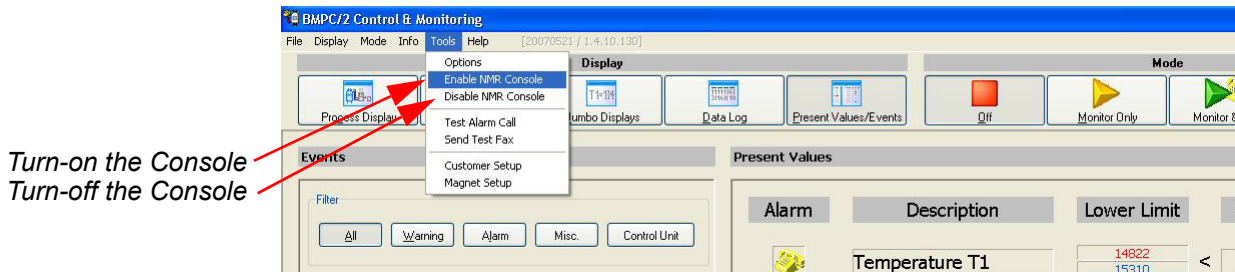 BMPC/2 Control & Monitoring
File Display Mode Info Tools Help [20070521 / 1.4.10.130]
Options
Enable NMR Console
Disable NMR Console
Test Alarm Call
Send Test Fax
Customer Setup
Magnet Setup
Display
Mode
Process Display
T1=194
Jumbo Displays
Data Log
Present Values/Events
Off
Monitor Only
Monitor &
Turn-on the Console
Turn-off the Console
Events
Filter
All Warning Alarm Misc. Control Unit
Present Values
Alarm Description Lower Limit
Temperature T1 14822 <
15310